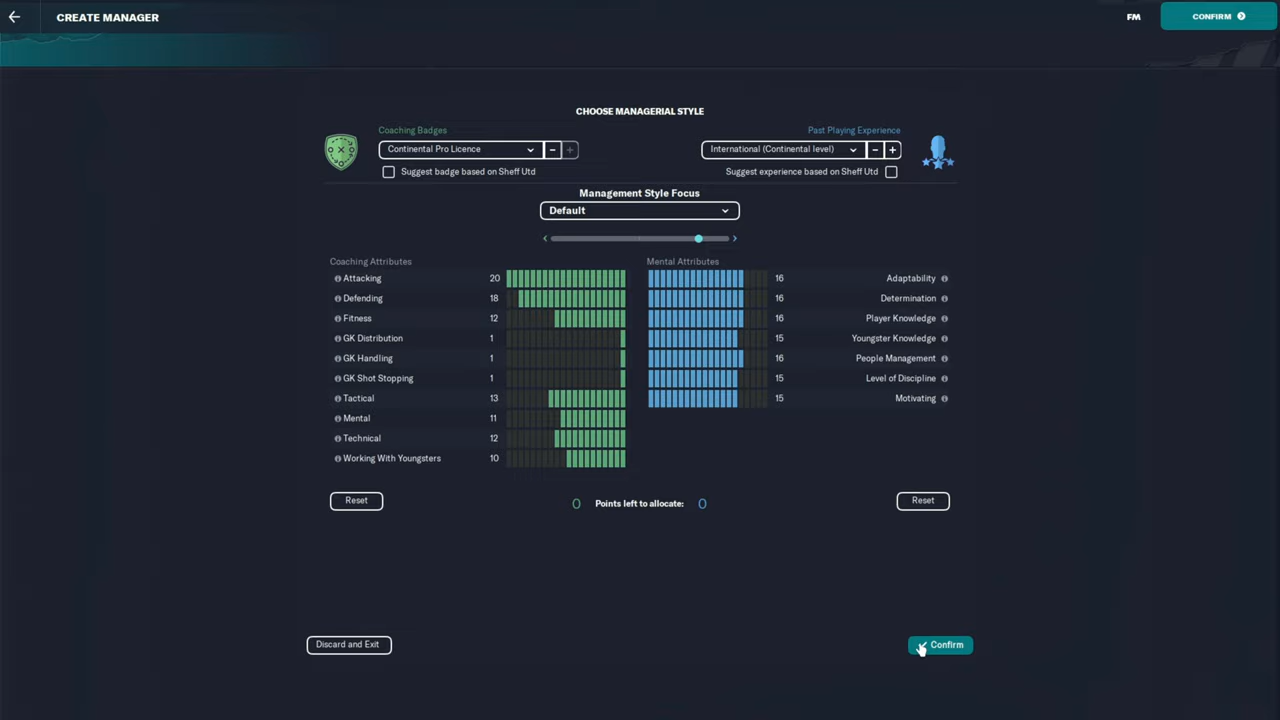 CREATE MANAGER
FM
CONFIRM
CHOOSE MANAGERIAL STYLE
Coaching Badges
Past Playing Experience
Continental Pro Licence
International (Continental level)
Suggest badge based on Sheff Utd
Suggest experience based on Sheff Utd
Management Style Focus
Default
Coaching Attributes
Mental Attributes
Attacking 20
16 Adaptability
Defending 18
16 Determination
Fitness 12
16 Player Knowledge
GK Distribution 1
15 Youngster Knowledge
GK Handling 1
16 People Management
GK Shot Stopping 1
15 Level of Discipline
Tactical 13
15 Motivating
Mental 11
Technical 12
Working With Youngsters 10
Reset
0 Points left to allocate: 0
Reset
Discard and Exit
Confirm